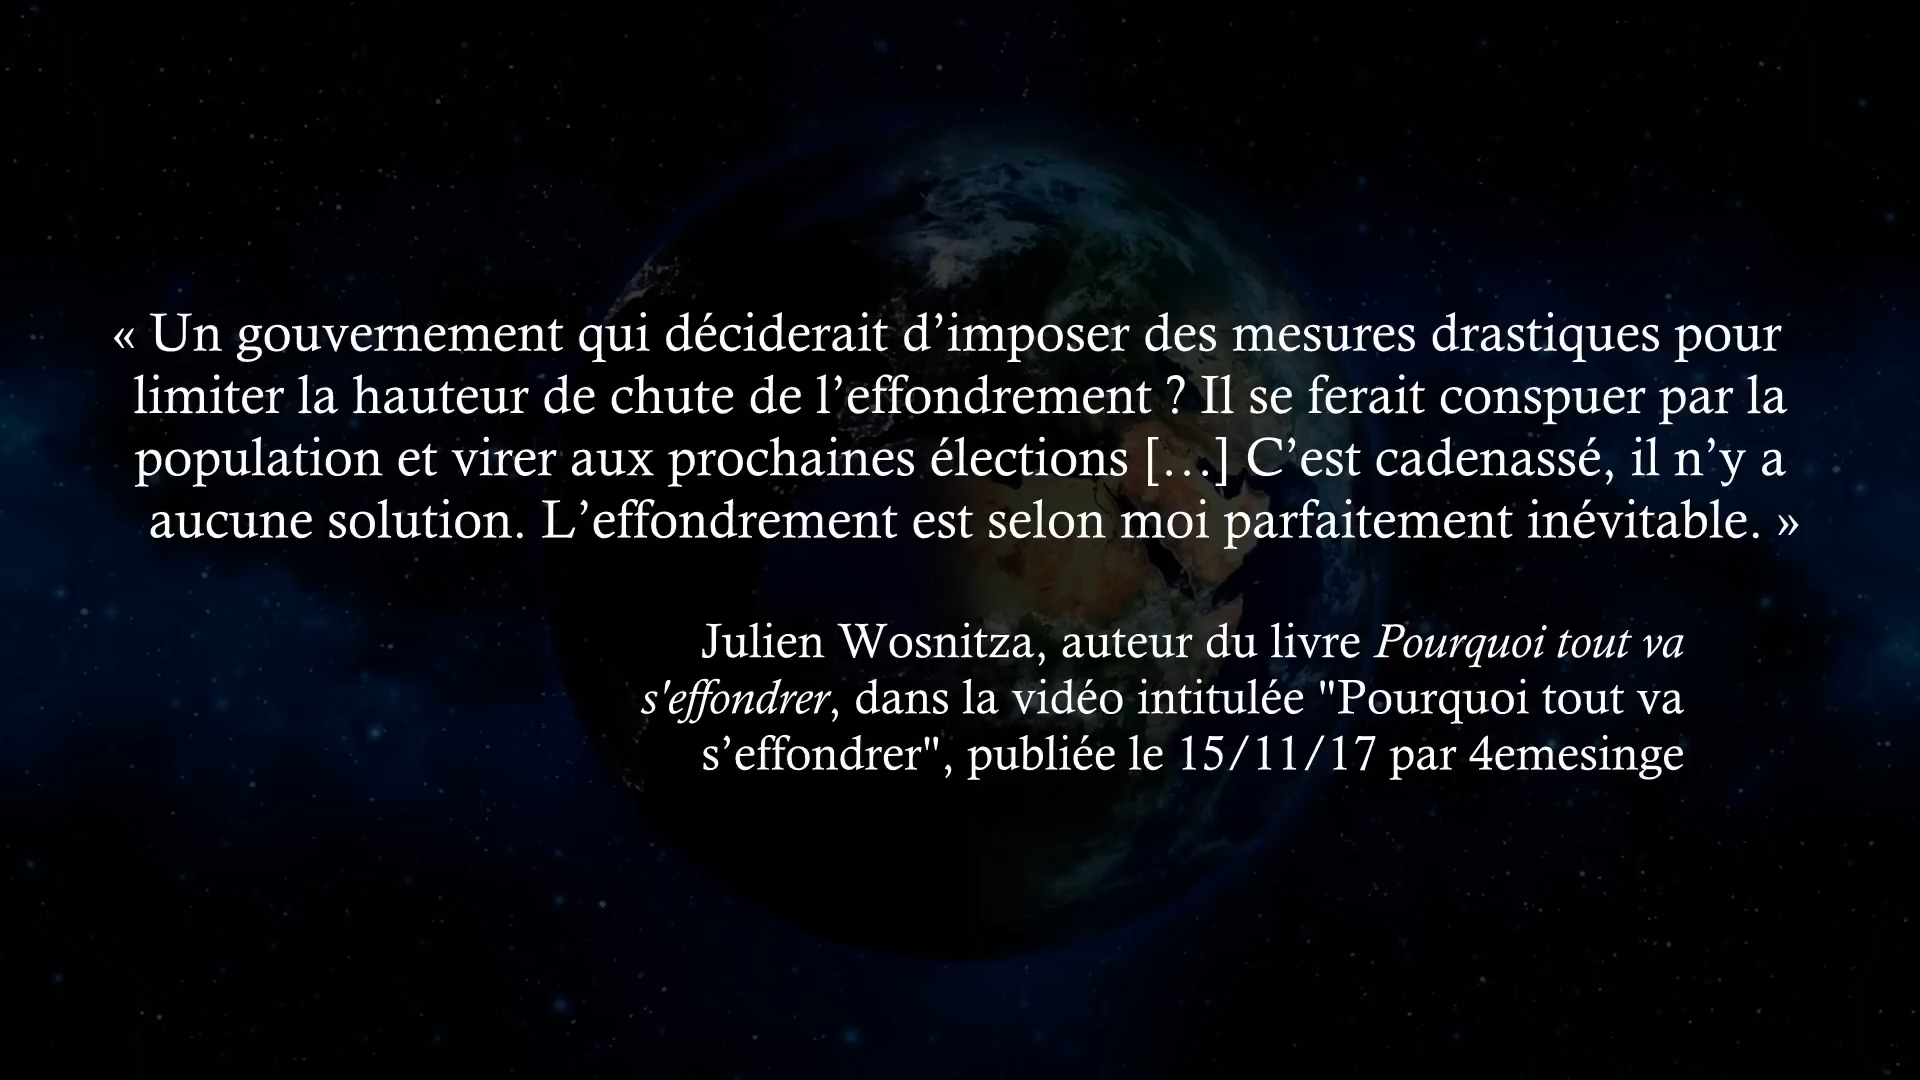 « Un gouvernement qui déciderait d’imposer des mesures drastiques pour
limiter la hauteur de chute de l’effondrement ? Il se ferait conspuer par la
population et virer aux prochaines élections […] C’est cadenassé, il n’y a
aucune solution. L’effondrement est selon moi parfaitement inévitable. »
Julien Wosnitza, auteur du livre Pourquoi tout va
s'effondrer, dans la vidéo intitulée "Pourquoi tout va
s’effondrer", publiée le 15/11/17 par 4emesinge